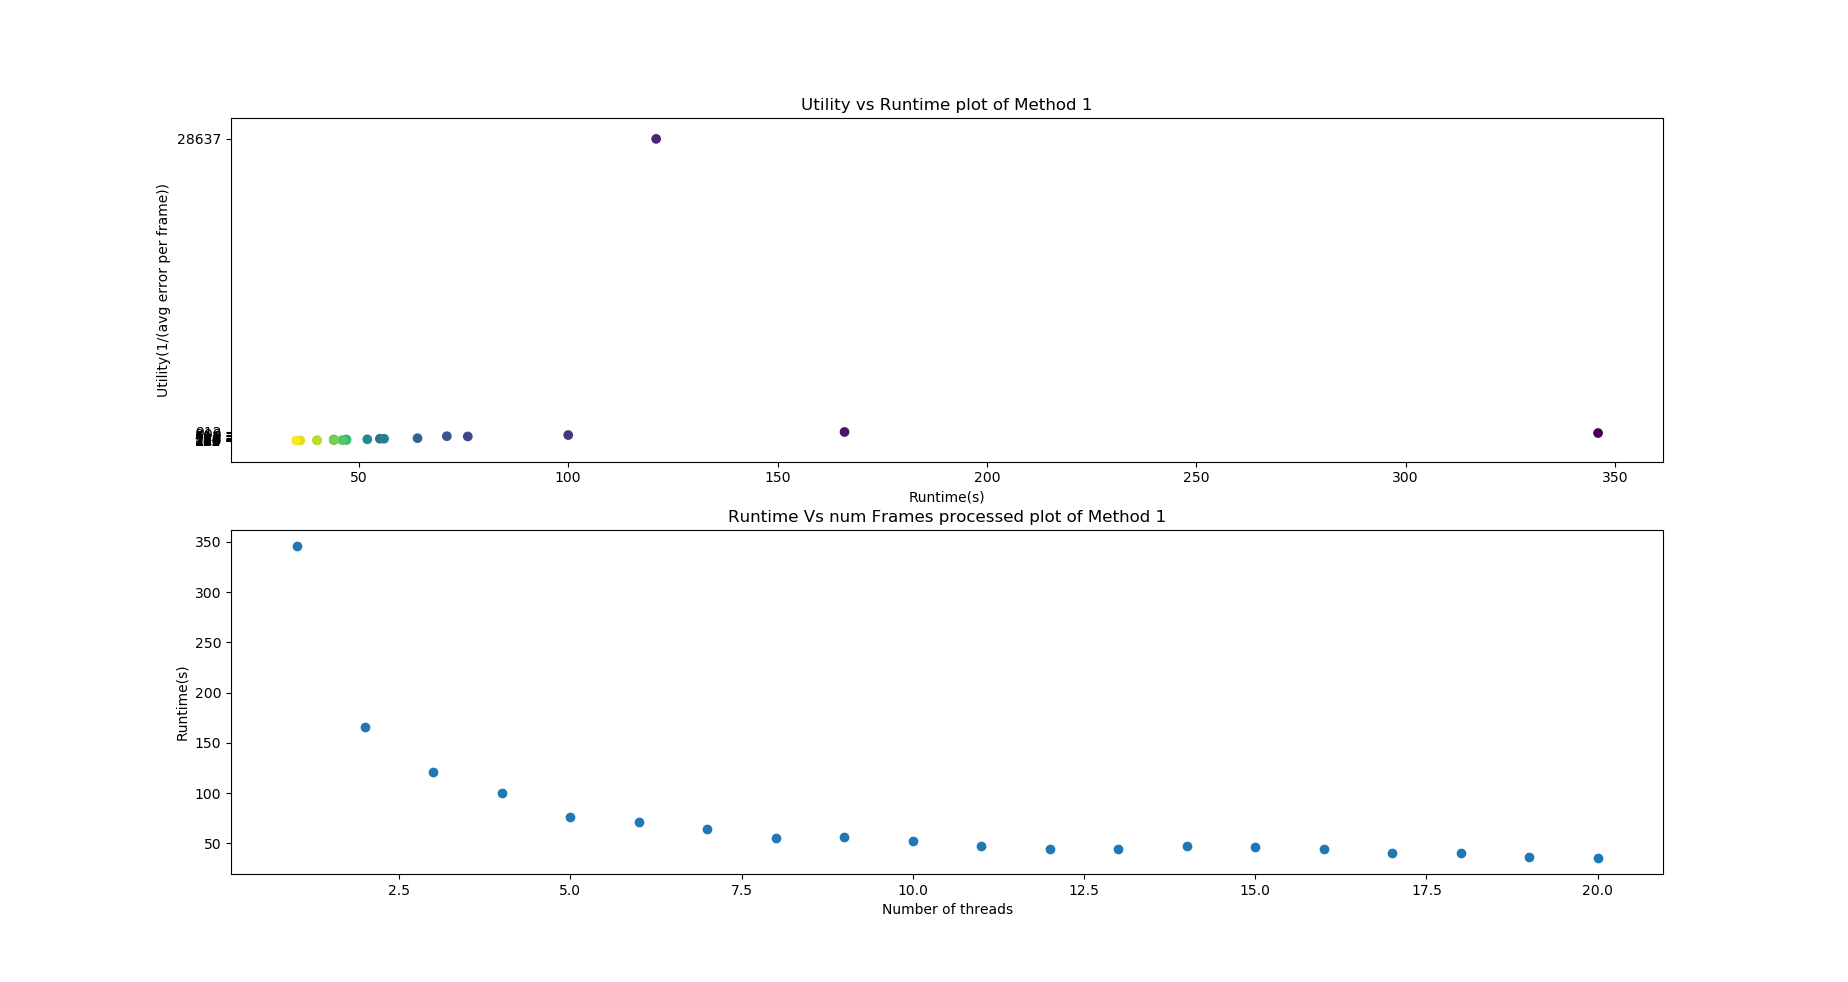 Utility vs Runtime plot of Method 1
28637
Utility(1/(avg error per frame))
50 100 150 200 250 300 350
Runtime(s)
Runtime Vs num Frames processed plot of Method 1
350
300
250
200
150
100
50
Runtime(s)
2.5 5.0 7.5 10.0 12.5 15.0 17.5 20.0
Number of threads